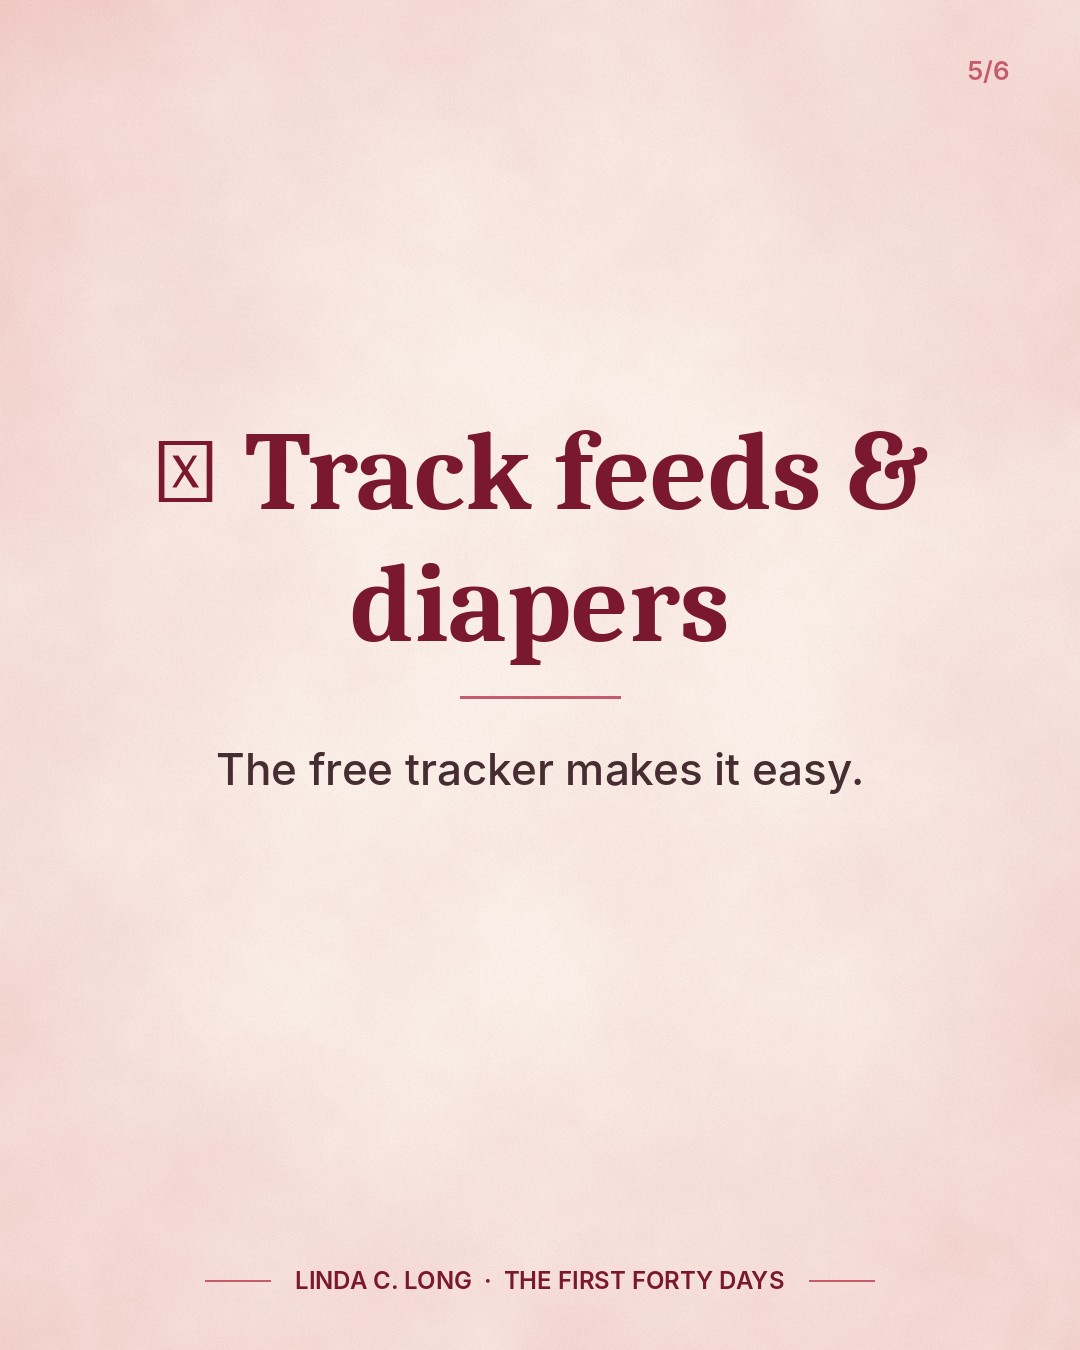 5/6
Track feeds &
diapers
The free tracker makes it easy.
LINDA C. LONG · THE FIRST FORTY DAYS